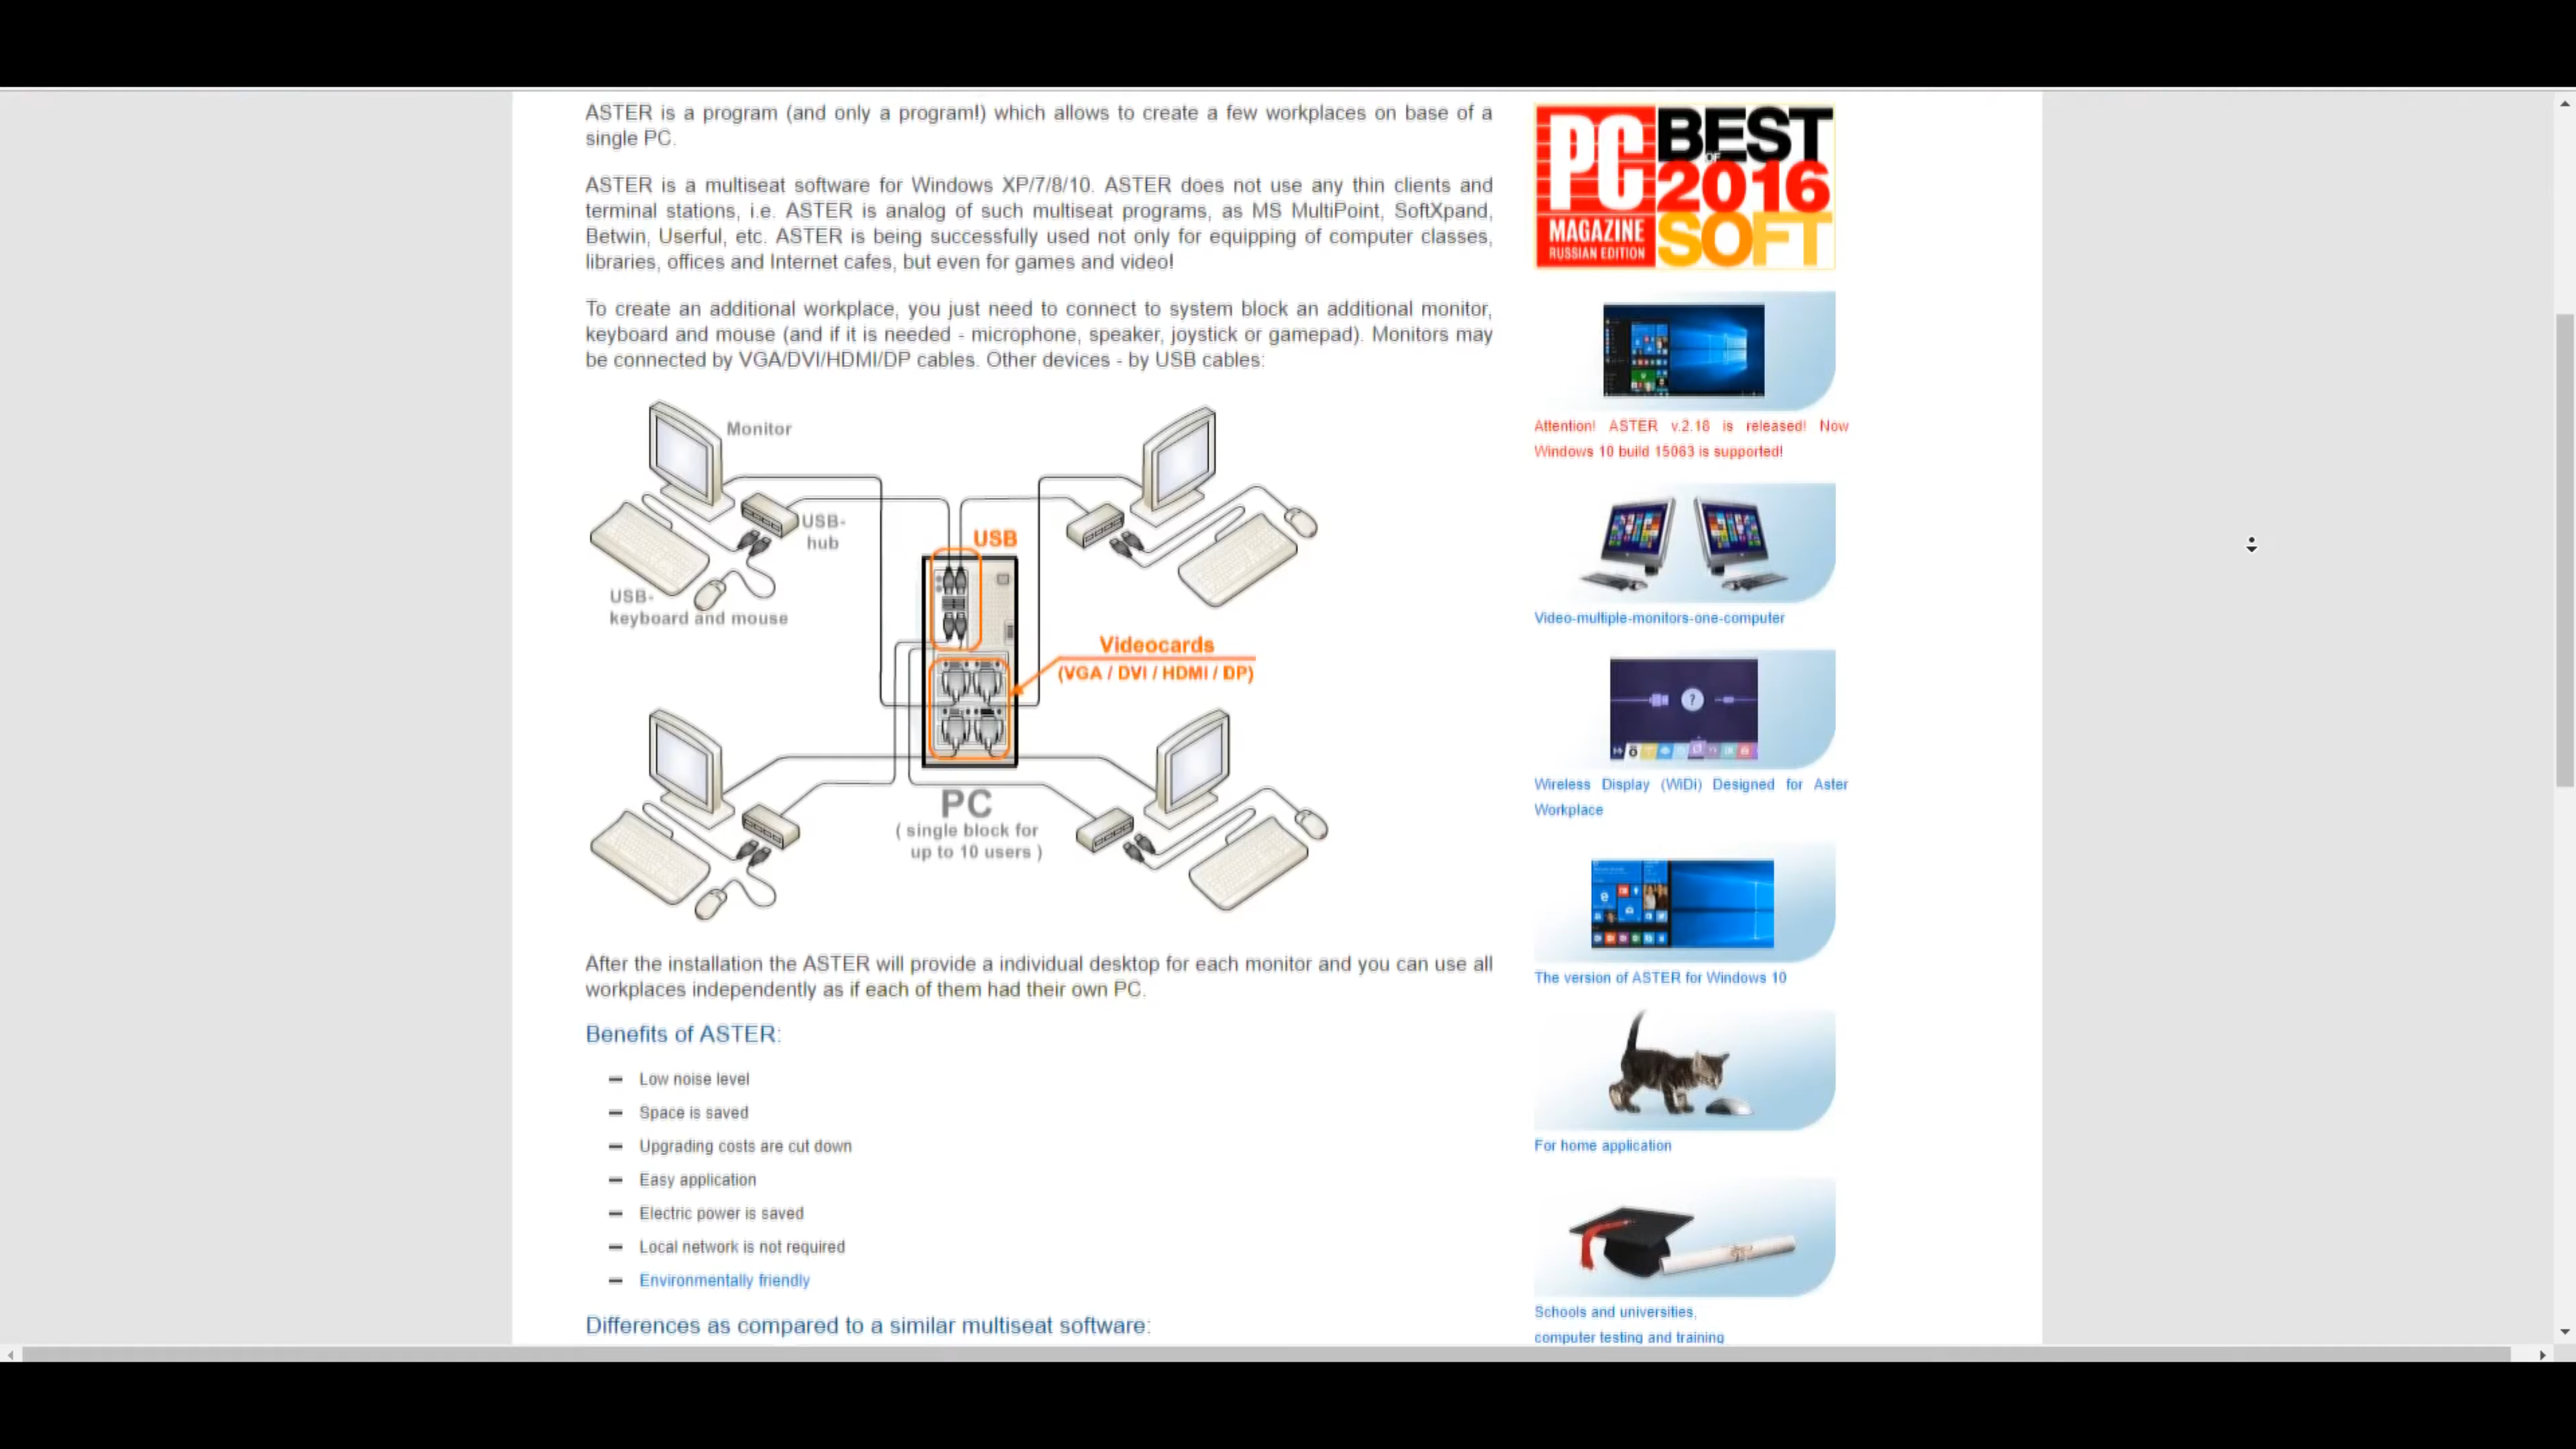 ASTER is a program (and only a program!) which allows to create a few workplaces on base of a
single PC.
ASTER is a multiseat software for Windows XP/7/8/10. ASTER does not use any thin clients and
terminal stations, i.e. ASTER is analog of such multiseat programs, as MS MultiPoint, SoftXpand,
Betwin, Userful, etc. ASTER is being successfully used not only for equipping of computer classes,
libraries, offices and Internet cafes, but even for games and video!
To create an additional workplace, you just need to connect to system block an additional monitor,
keyboard and mouse (and if it is needed - microphone, speaker, joystick or gamepad). Monitors may
be connected by VGA/DVI/HDMI/DP cables. Other devices - by USB cables:
Monitor
USB-
hub
USB-
keyboard and mouse
USB
Videocards
(VGA / DVI / HDMI / DP)
PC
( single block for
up to 10 users )
After the installation the ASTER will provide a individual desktop for each monitor and you can use all
workplaces independently as if each of them had their own PC.
Benefits of ASTER:
Low noise level
Space is saved
Upgrading costs are cut down
Easy application
Electric power is saved
Local network is not required
Environmentally friendly
Differences as compared to a similar multiseat software:
PC
MAGAZINE
RUSSIAN EDITION
BEST
OF
2016
SOFT
Attention! ASTER v.2.18 is released! Now
Windows 10 build 15063 is supported!
Video-multiple-monitors-one-computer
?
Wireless Display (WiDi) Designed for Aster
Workplace
The version of ASTER for Windows 10
For home application
Schools and universities,
computer testing and training